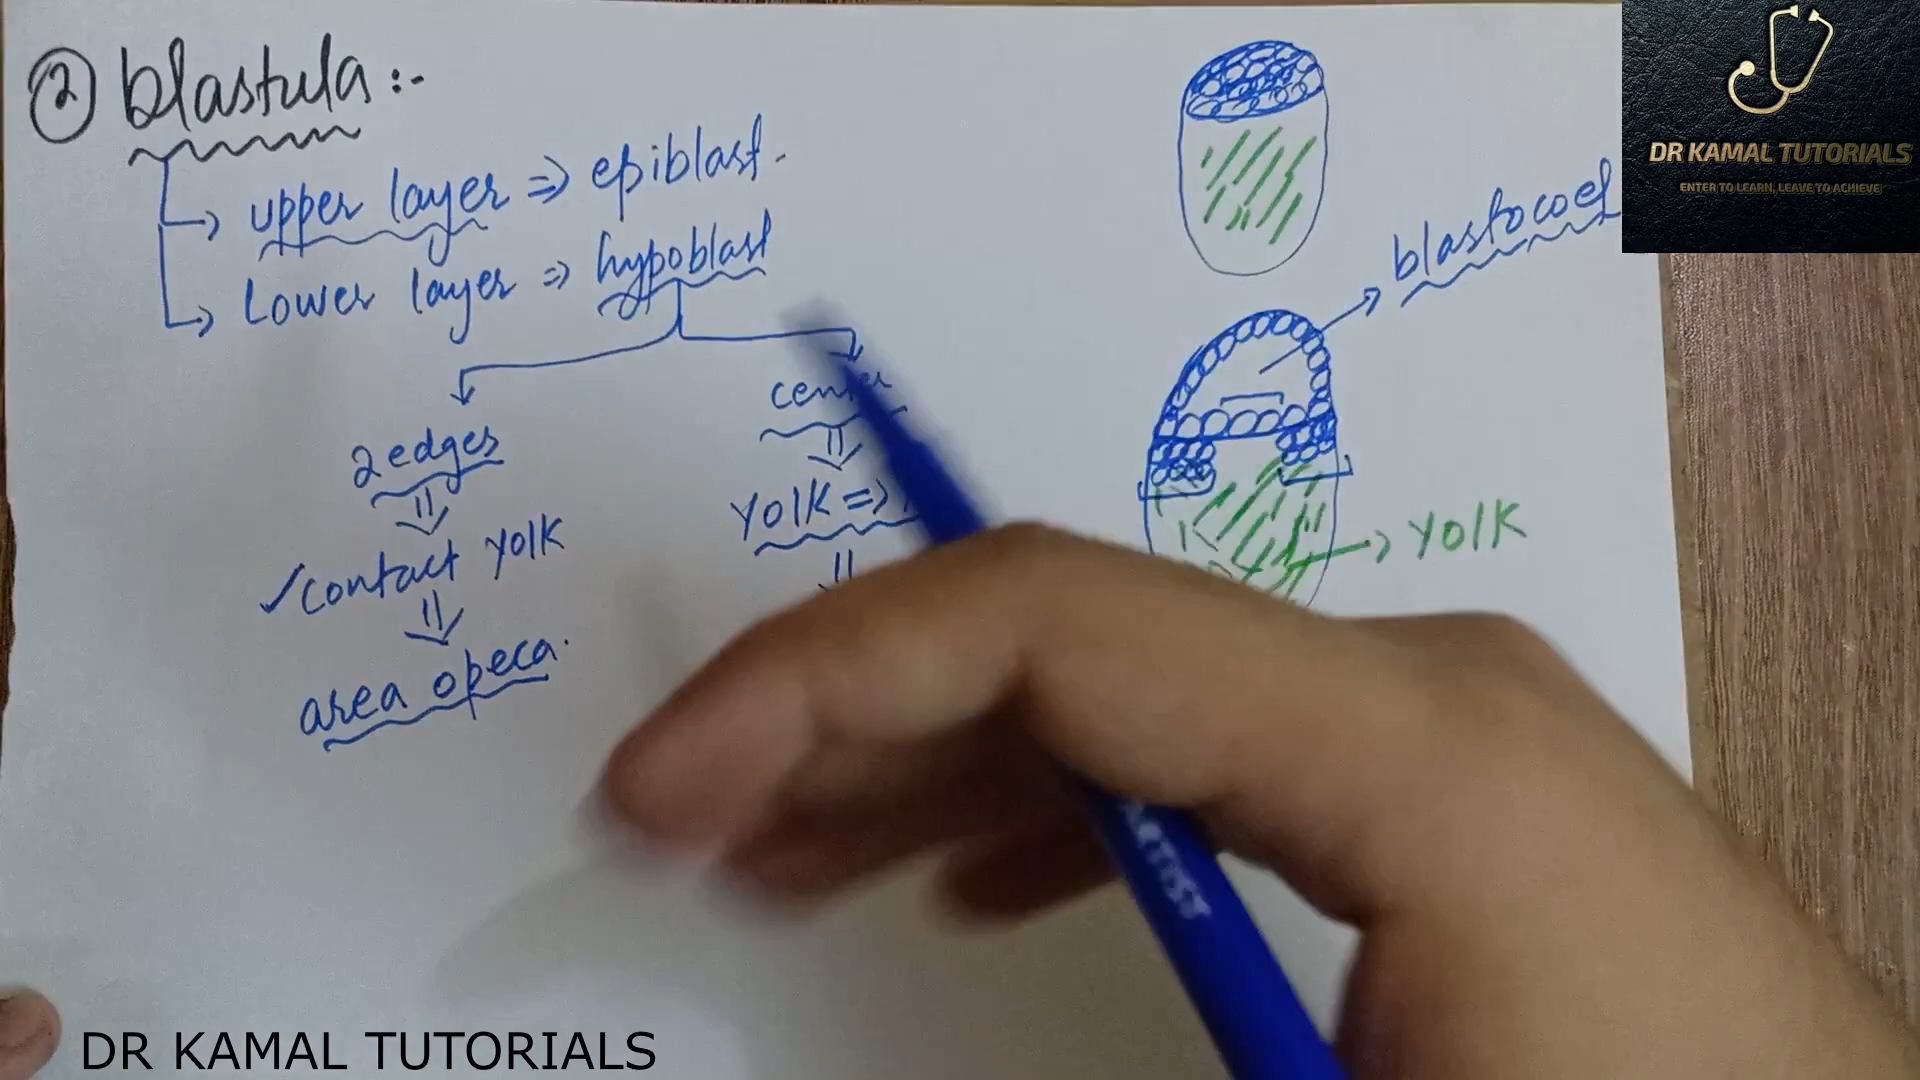 ② blastula :-
upper layer => epiblast.
Lower layer => hypoblast
2 edges
center
✓contact yolk
yolk =>
area opeca.
blastocoel
yolk
DR KAMAL TUTORIALS
ENTER TO LEARN, LEAVE TO ACHIEVE
DR KAMAL TUTORIALS